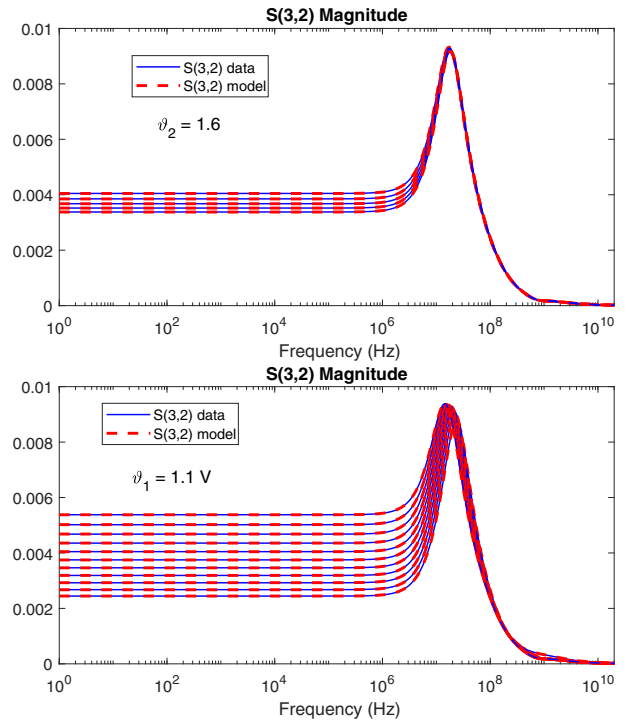 S(3,2) Magnitude
0.01
S(3,2) data
0.008
S(3,2) model
ϑ2 = 1.6
0.006
0.004
0.002
0
10^0 10^2 10^4 10^6 10^8 10^10
Frequency (Hz)
S(3,2) Magnitude
0.01
S(3,2) data
S(3,2) model
0.008
ϑ1 = 1.1 V
0.006
0.004
0.002
0
10^0 10^2 10^4 10^6 10^8 10^10
Frequency (Hz)